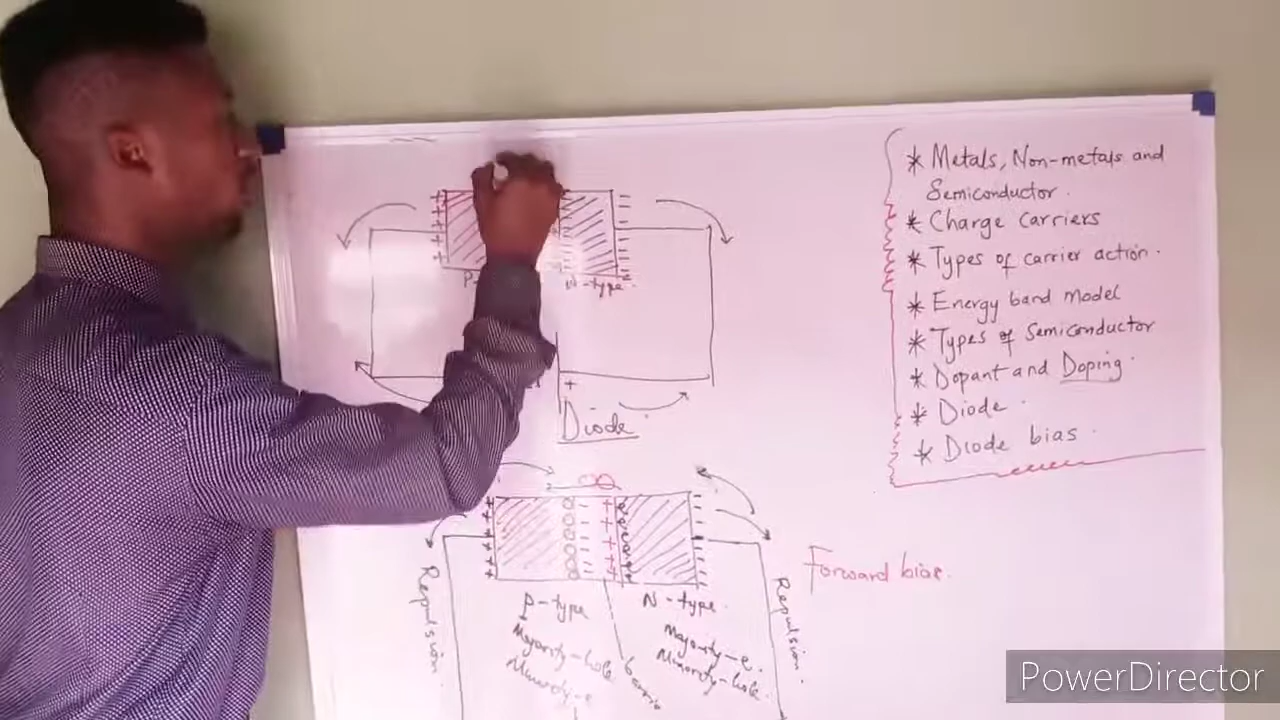 * Metals, Non-metals and
Semiconductor.
* Charge carriers
* Types of carrier action.
* Energy band model
* Types of Semiconductor
* Dopant and Doping.
* Diode.
* Diode bias.
P-
N-type.
+
Diode
Forward bias.
Repulsion
P-type
N-type.
Repulsion.
Majority-hole
Majority-e.
Minority-e
Minority-hole.
PowerDirector